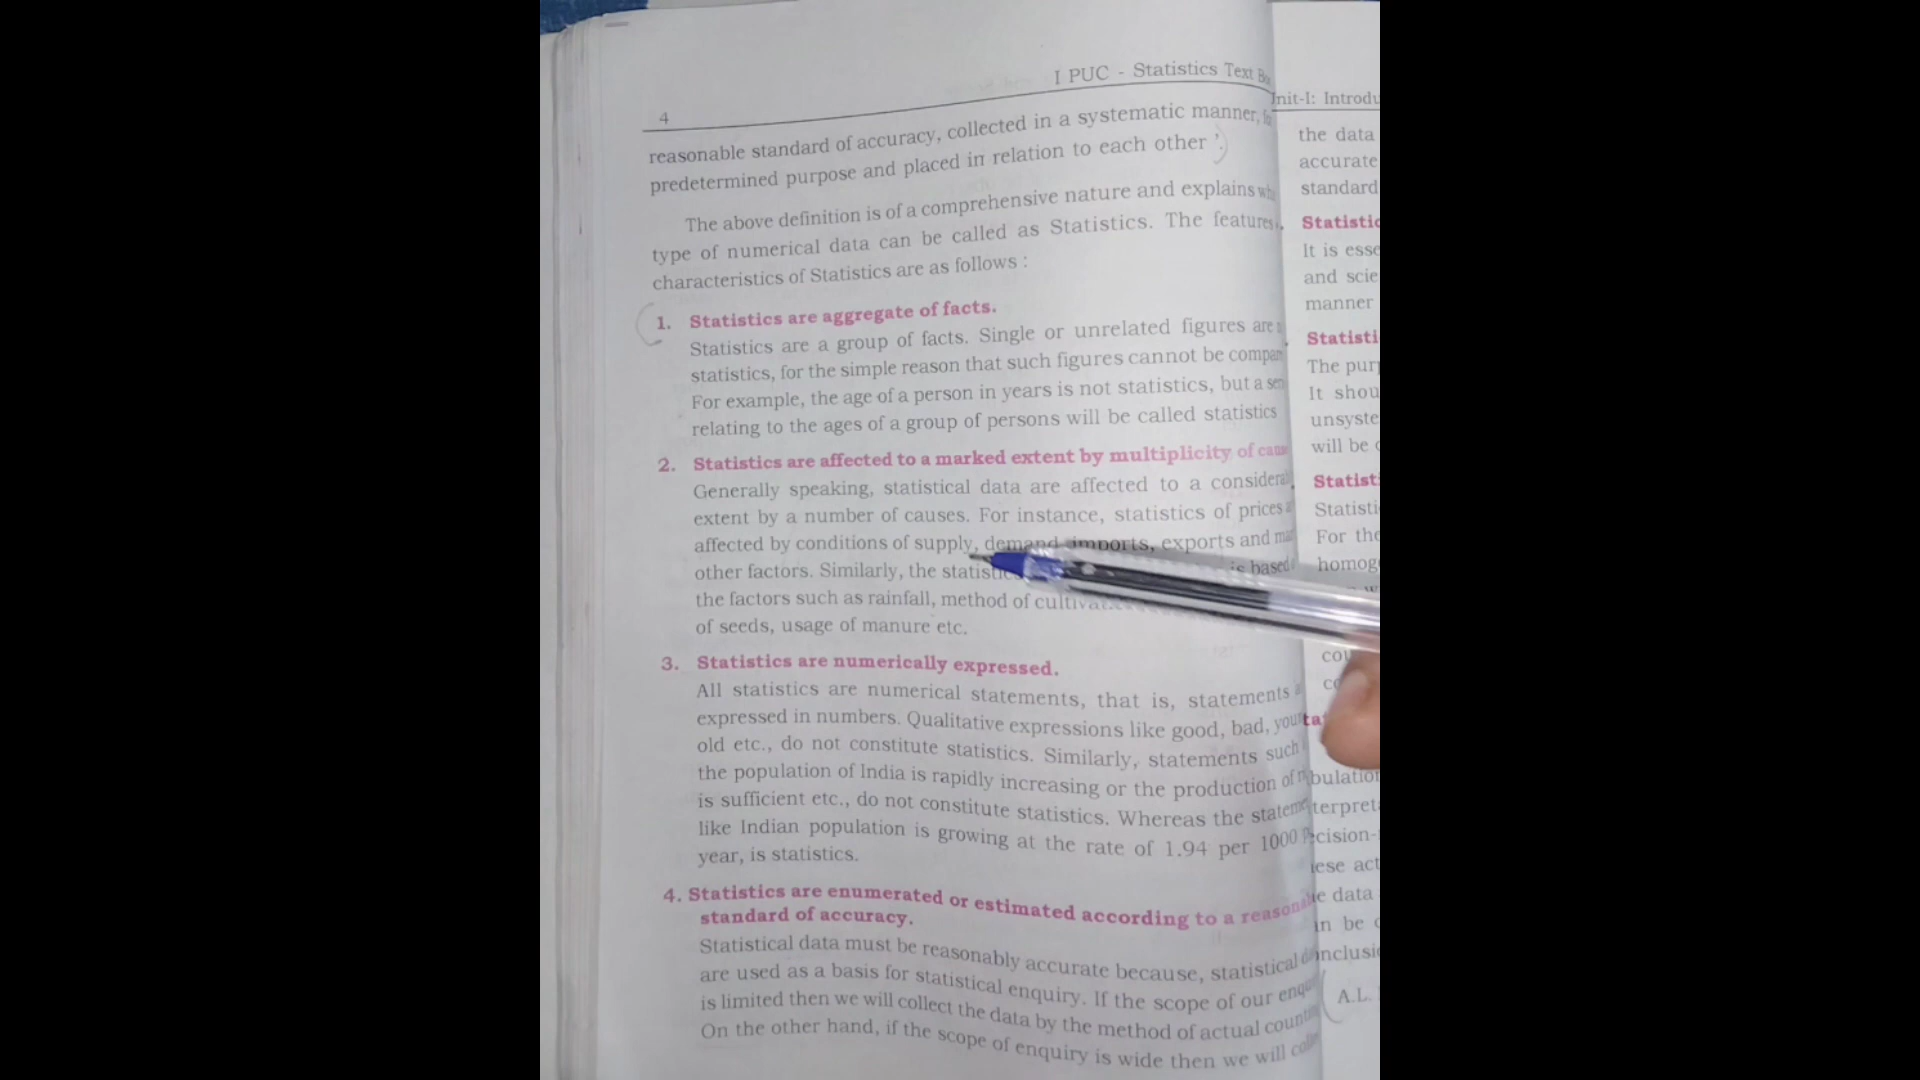 I PUC - Statistics Text
4
reasonable standard of accuracy, collected in a systematic manner,
predetermined purpose and placed in relation to each other '.
The above definition is of a comprehensive nature and explains
type of numerical data can be called as Statistics. The features
characteristics of Statistics are as follows :
1. Statistics are aggregate of facts.
Statistics are a group of facts. Single or unrelated figures are
statistics, for the simple reason that such figures cannot be
For example, the age of a person in years is not statistics, but a
relating to the ages of a group of persons will be called statistics
2. Statistics are affected to a marked extent by multiplicity of
Generally speaking, statistical data are affected to a
extent by a number of causes. For instance, statistics of prices
affected by conditions of supply, demand, imports, exports and
other factors. Similarly, the is based
the factors such as rainfall, method of
of seeds, usage of manure etc.
3. Statistics are numerically expressed.
All statistics are numerical statements, that is, statements
expressed in numbers. Qualitative expressions like good, bad,
old etc., do not constitute statistics. Similarly, statements such
the population of India is rapidly increasing or the production of
is sufficient etc., do not constitute statistics. Whereas the
like Indian population is growing at the rate of 1.94 per 1000
year, is statistics.
4. Statistics are enumerated or estimated according to a
standard of accuracy.
Statistical data must be reasonably accurate because, statistical
are used as a basis for statistical enquiry. If the scope of our
is limited then we will collect the data by the method of actual
On the other hand, if the scope of enquiry is wide then we will
the data
accurate
standard
It is
and
manner
The
It
will be
For
A.L.